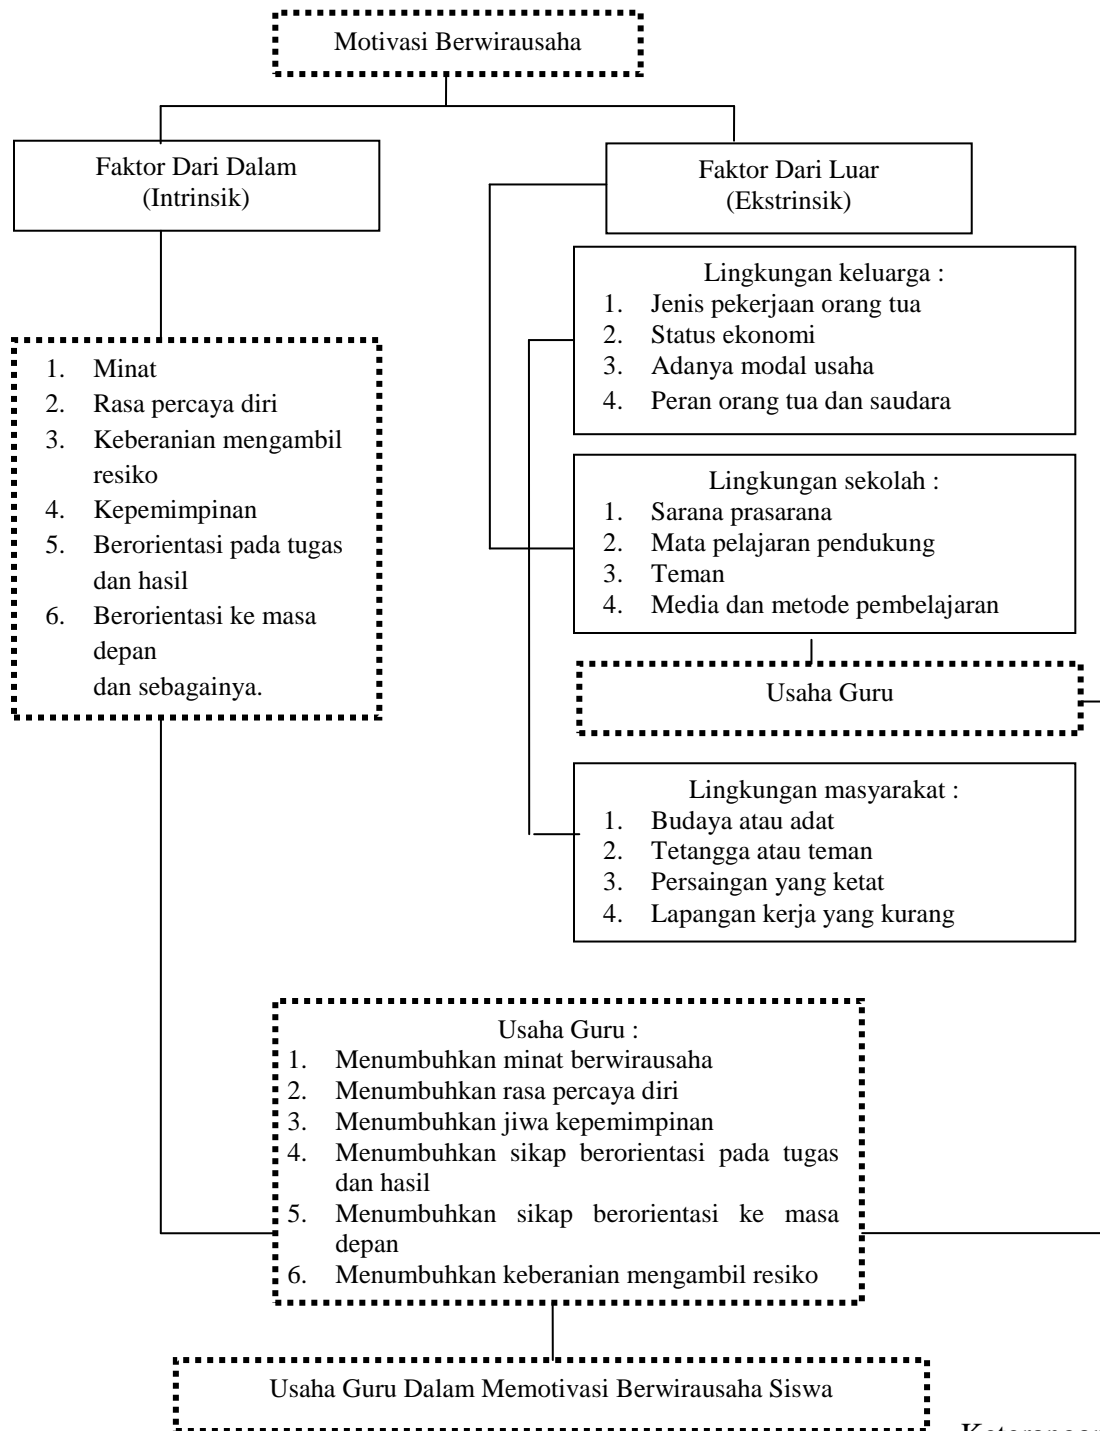 Motivasi Berwirausaha
Faktor Dari Dalam
(Intrinsik)
Faktor Dari Luar
(Ekstrinsik)
Lingkungan keluarga :
1. Jenis pekerjaan orang tua
2. Status ekonomi
3. Adanya modal usaha
4. Peran orang tua dan saudara
1. Minat
2. Rasa percaya diri
3. Keberanian mengambil
resiko
4. Kepemimpinan
5. Berorientasi pada tugas
dan hasil
6. Berorientasi ke masa
depan
dan sebagainya.
Lingkungan sekolah :
1. Sarana prasarana
2. Mata pelajaran pendukung
3. Teman
4. Media dan metode pembelajaran
Usaha Guru
Lingkungan masyarakat :
1. Budaya atau adat
2. Tetangga atau teman
3. Persaingan yang ketat
4. Lapangan kerja yang kurang
Usaha Guru :
1. Menumbuhkan minat berwirausaha
2. Menumbuhkan rasa percaya diri
3. Menumbuhkan jiwa kepemimpinan
4. Menumbuhkan sikap berorientasi pada tugas
dan hasil
5. Menumbuhkan sikap berorientasi ke masa
depan
6. Menumbuhkan keberanian mengambil resiko
Usaha Guru Dalam Memotivasi Berwirausaha Siswa